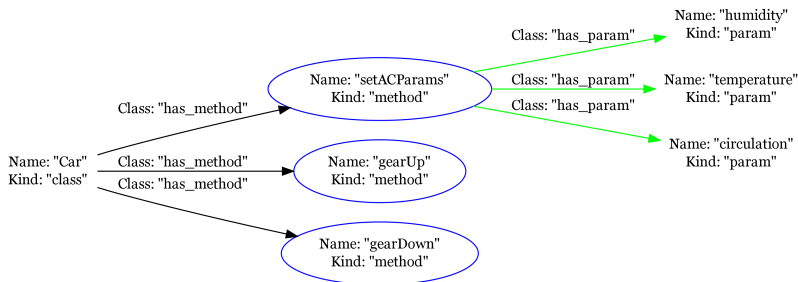 Name: "Car"
Kind: "class"
Class: "has_method"
Class: "has_method"
Class: "has_method"
Name: "setACParams"
Kind: "method"
Name: "gearUp"
Kind: "method"
Name: "gearDown"
Kind: "method"
Class: "has_param"
Class: "has_param"
Class: "has_param"
Name: "humidity"
Kind: "param"
Name: "temperature"
Kind: "param"
Name: "circulation"
Kind: "param"